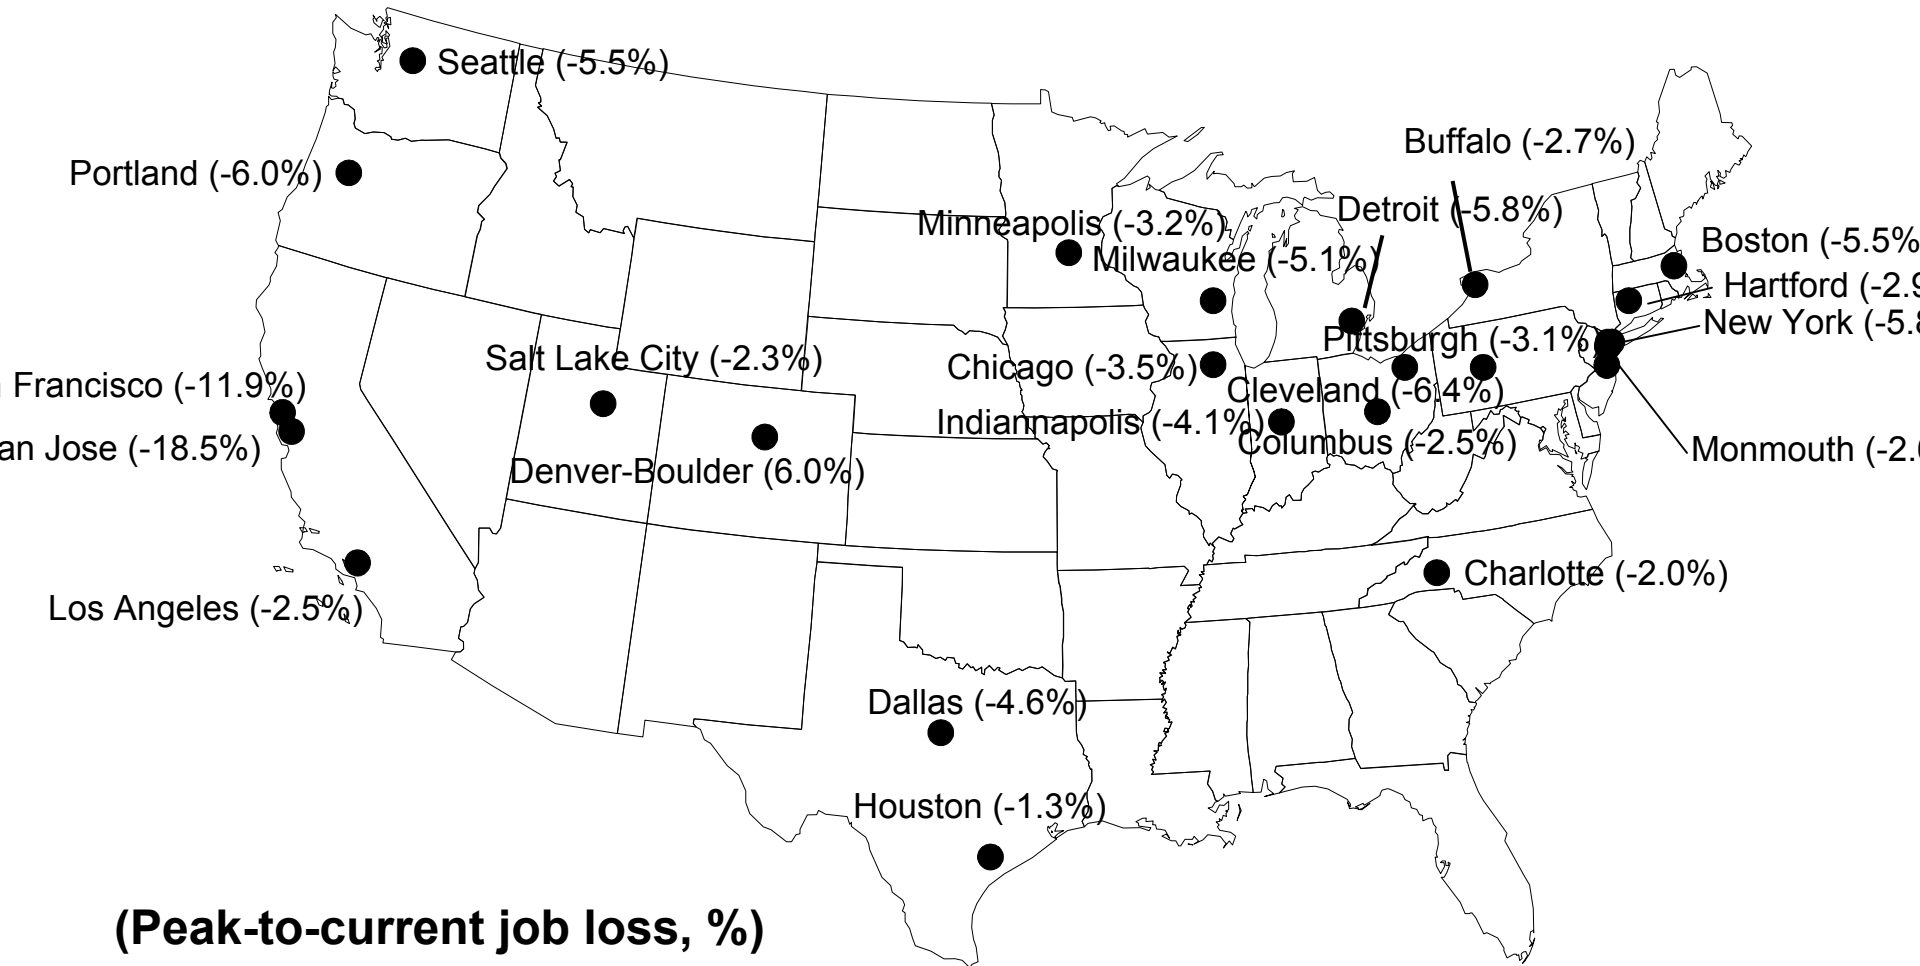 Seattle (-5.5%)
Buffalo (-2.7%)
Portland (-6.0%)
Detroit (-5.8%)
Minneapolis (-3.2%)
Boston (-5.5%
Milwaukee (-5.1%)
Hartford (-2.9
New York (-5.8
Pittsburgh (-3.1%
Salt Lake City (-2.3%)
Chicago (-3.5%)
Francisco (-11.9%)
Cleveland (-6.4%)
Indiannapolis (-4.1%)
Columbus (-2.5%)
an Jose (-18.5%)
Monmouth (-2.
Denver-Boulder (6.0%)
Charlotte (-2.0%)
Los Angeles (-2.5%)
Dallas (-4.6%)
Houston (-1.3%)
(Peak-to-current job loss, %)